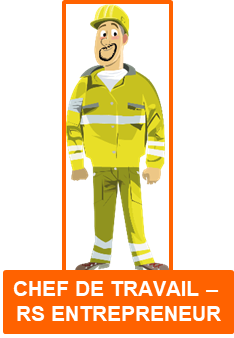 CHEF DE TRAVAIL –
RS ENTREPRENEUR